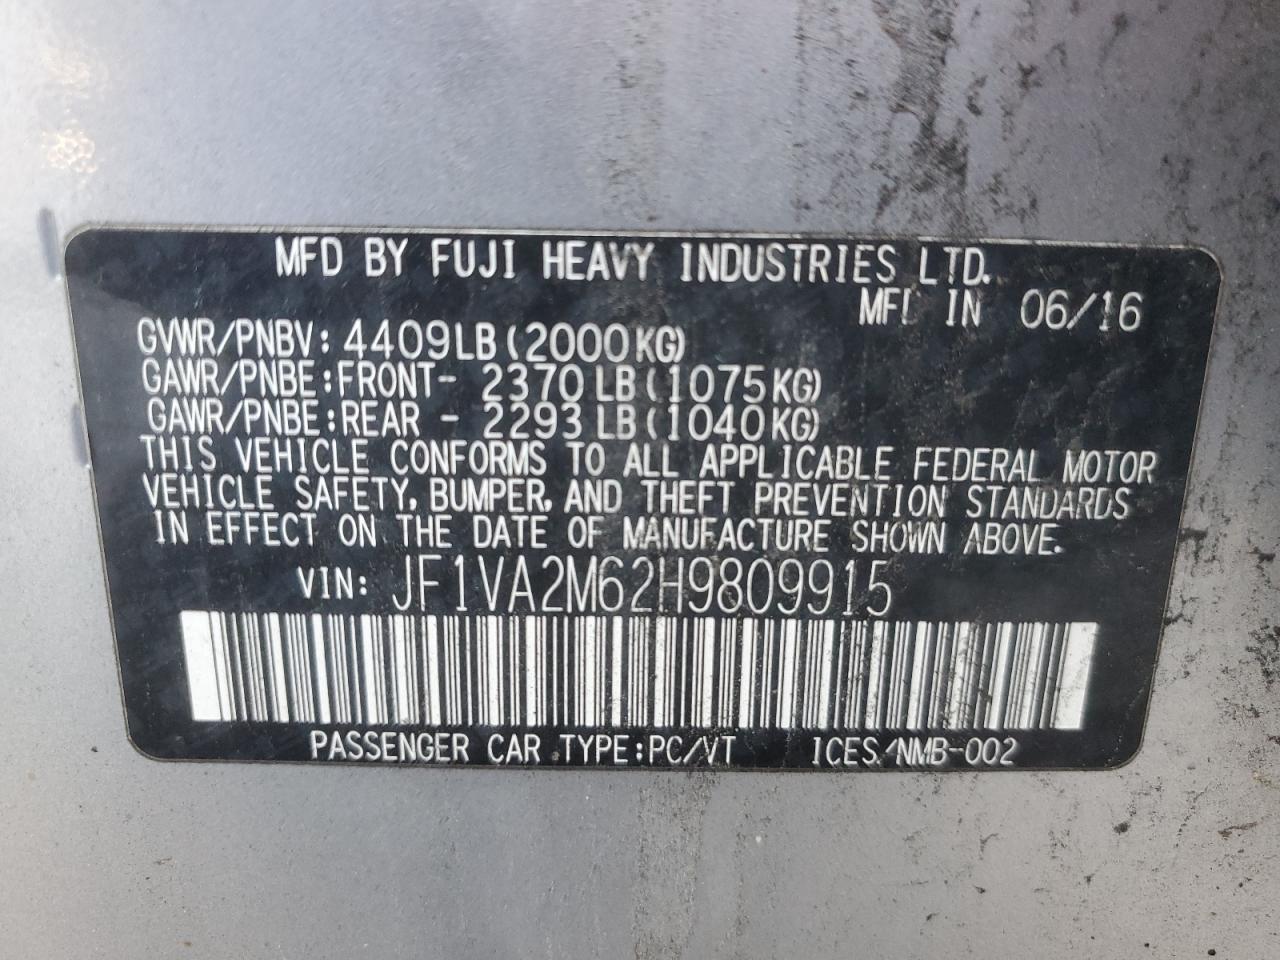 MFD BY FUJI HEAVY INDUSTRIES LTD.
MFD IN 06/16
GVWR/PNBV: 4409LB(2000KG)
GAWR/PNBE:FRONT- 2370LB(1075KG)
GAWR/PNBE:REAR - 2293LB(1040KG)
THIS VEHICLE CONFORMS TO ALL APPLICABLE FEDERAL MOTOR
VEHICLE SAFETY, BUMPER, AND THEFT PREVENTION STANDARDS
IN EFFECT ON THE DATE OF MANUFACTURE SHOWN ABOVE.
VIN: JF1VA2M62H9809915
PASSENGER CAR TYPE:PC/VT ICES/NMB-002